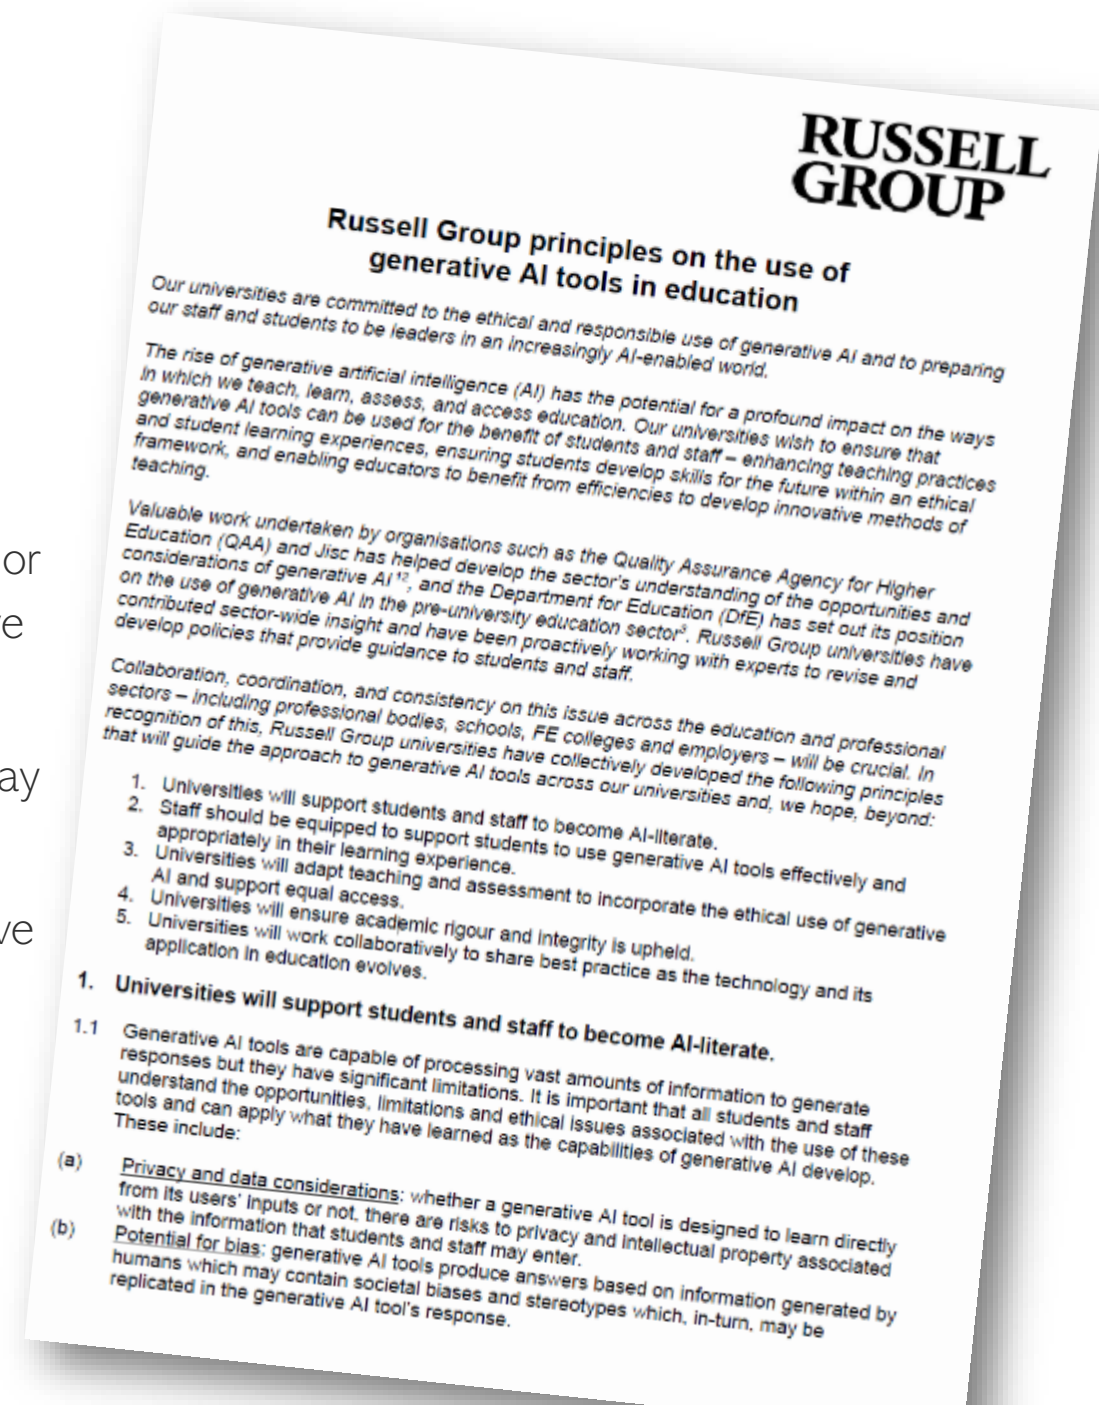 or
e
ay
ve
RUSSELL
GROUP
Russell Group principles on the use of
generative AI tools in education
Our universities are committed to the ethical and responsible use of generative AI and to preparing
our staff and students to be leaders in an increasingly AI-enabled world.
The rise of generative artificial intelligence (AI) has the potential for a profound impact on the ways
in which we teach, learn, assess, and access education. Our universities wish to ensure that
generative AI tools can be used for the benefit of students and staff – enhancing teaching practices
and student learning experiences, ensuring students develop skills for the future within an ethical
framework, and enabling educators to benefit from efficiencies to develop innovative methods of
teaching.
Valuable work undertaken by organisations such as the Quality Assurance Agency for Higher
Education (QAA) and Jisc has helped develop the sector's understanding of the opportunities and
considerations of generative AI¹², and the Department for Education (DfE) has set out its position
on the use of generative AI in the pre-university education sector³. Russell Group universities have
contributed sector-wide insight and have been proactively working with experts to revise and
develop policies that provide guidance to students and staff.
Collaboration, coordination, and consistency on this issue across the education and professional
sectors – including professional bodies, schools, FE colleges and employers – will be crucial. In
recognition of this, Russell Group universities have collectively developed the following principles
that will guide the approach to generative AI tools across our universities and, we hope, beyond:
1. Universities will support students and staff to become AI-literate.
2. Staff should be equipped to support students to use generative AI tools effectively and
appropriately in their learning experience.
3. Universities will adapt teaching and assessment to incorporate the ethical use of generative
AI and support equal access.
4. Universities will ensure academic rigour and integrity is upheld.
5. Universities will work collaboratively to share best practice as the technology and its
application in education evolves.
1. Universities will support students and staff to become AI-literate.
1.1 Generative AI tools are capable of processing vast amounts of information to generate
responses but they have significant limitations. It is important that all students and staff
understand the opportunities, limitations and ethical issues associated with the use of these
tools and can apply what they have learned as the capabilities of generative AI develop.
These include:
(a) Privacy and data considerations: whether a generative AI tool is designed to learn directly
from its users' inputs or not, there are risks to privacy and intellectual property associated
with the information that students and staff may enter.
(b) Potential for bias: generative AI tools produce answers based on information generated by
humans which may contain societal biases and stereotypes which, in-turn, may be
replicated in the generative AI tool's response.